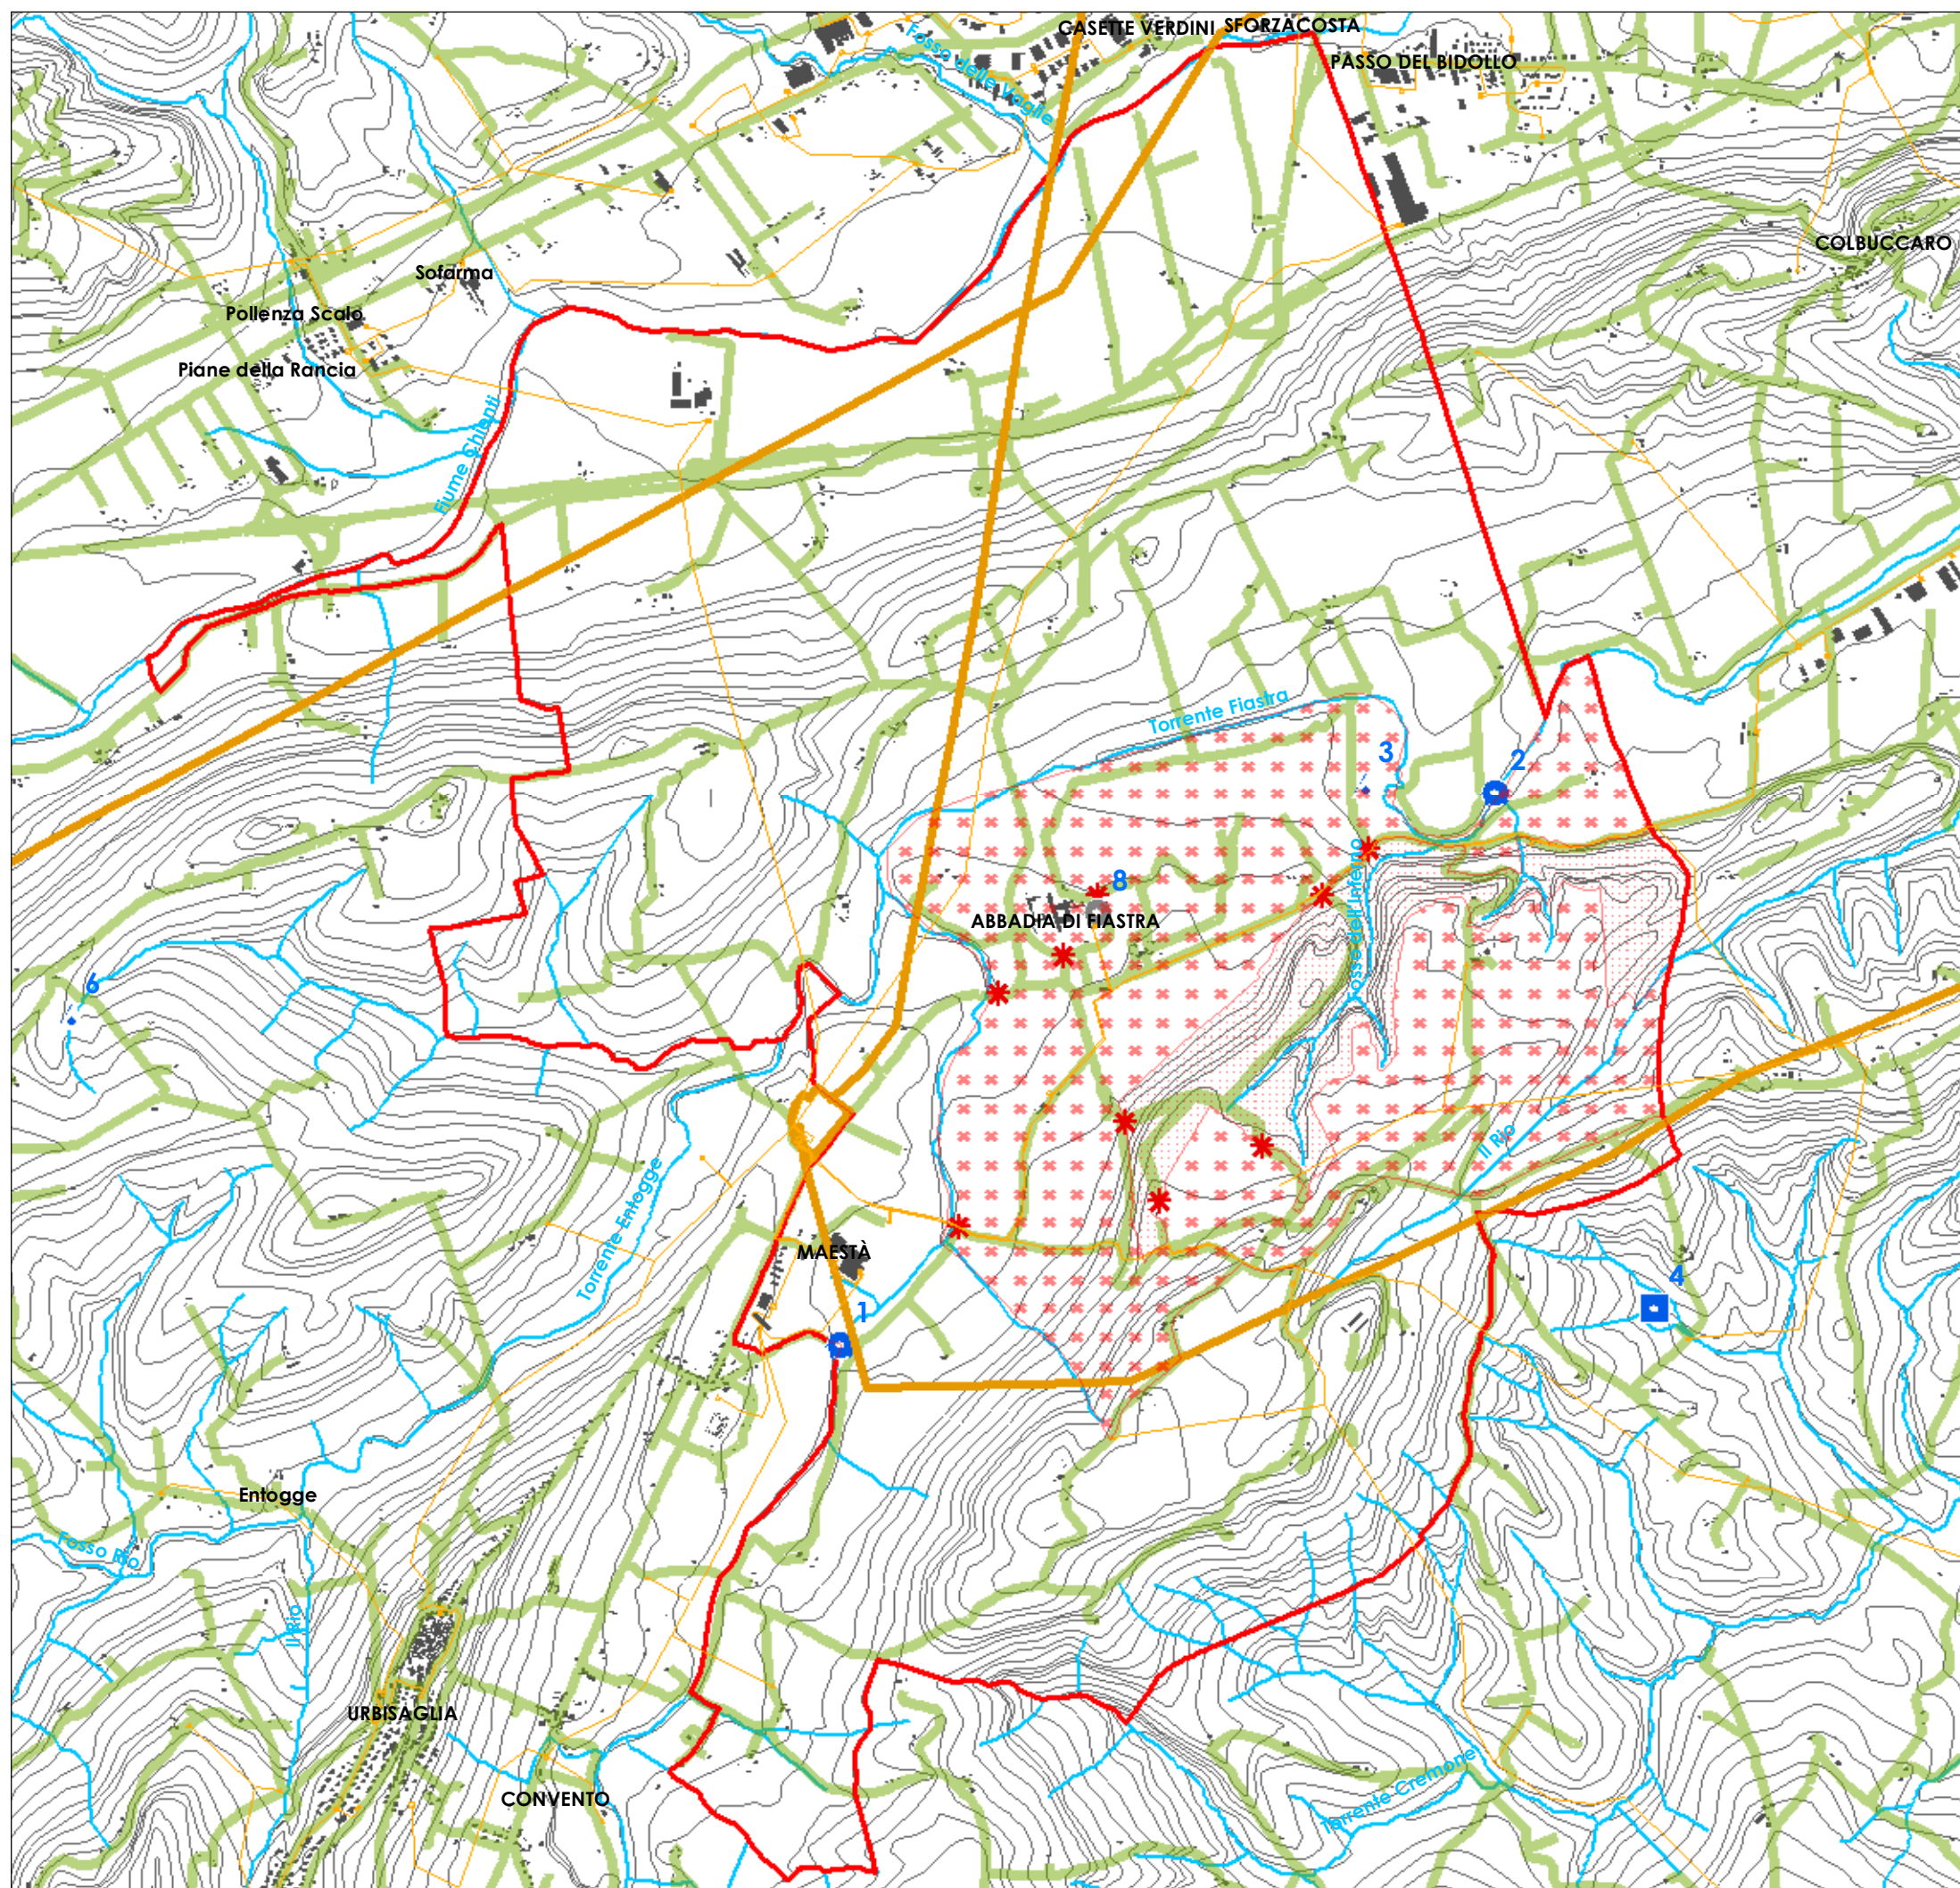 CASETTE VERDINI
SFORZACOSTA
Fosso delle Voglie
PASSO DEL BIDOLLO
COLBUCCARO
Sofarma
Pollenza Scalo
Piane della Rancia
Fiume Chienti
Torrente Fiastra
3
2
8
Fosso dell'Inferno
ABBADIA DI FIASTRA
6
Il Rio
Torrente Entogge
MAESTÀ
4
1
Entogge
Fosso Rio
Il Rio
URBISAGLIA
CONVENTO
Torrente Cremone